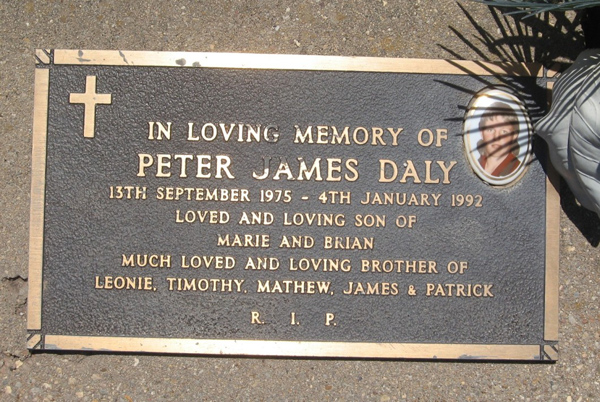 IN LOVING MEMORY OF
PETER JAMES DALY
13TH SEPTEMBER 1975 - 4TH JANUARY 1992
LOVED AND LOVING SON OF
MARIE AND BRIAN
MUCH LOVED AND LOVING BROTHER OF
LEONIE, TIMOTHY, MATHEW, JAMES & PATRICK
R. I. P.